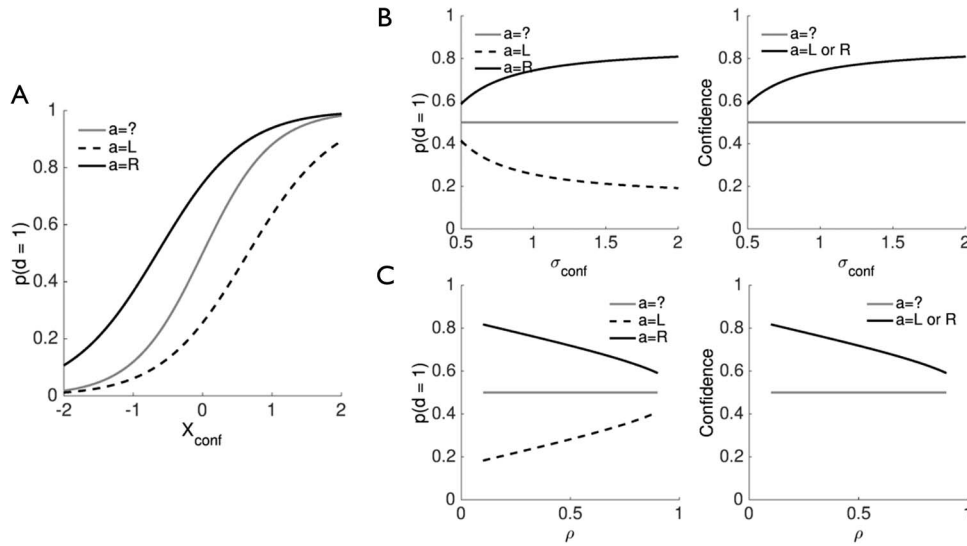 A
1
0.8
0.6
0.4
0.2
0
p(d = 1)
a=?
a=L
a=R
-2
-1
0
1
2
X_conf
B
1
0.8
0.6
0.4
0.2
0
p(d = 1)
a=?
a=L
a=R
0.5
1
1.5
2
σ_conf
1
0.8
0.6
0.4
0.2
0
Confidence
a=?
a=L or R
0.5
1
1.5
2
σ_conf
C
1
0.8
0.6
0.4
0.2
0
p(d = 1)
a=?
a=L
a=R
0
0.5
1
ρ
1
0.8
0.6
0.4
0.2
0
Confidence
a=?
a=L or R
0
0.5
1
ρ